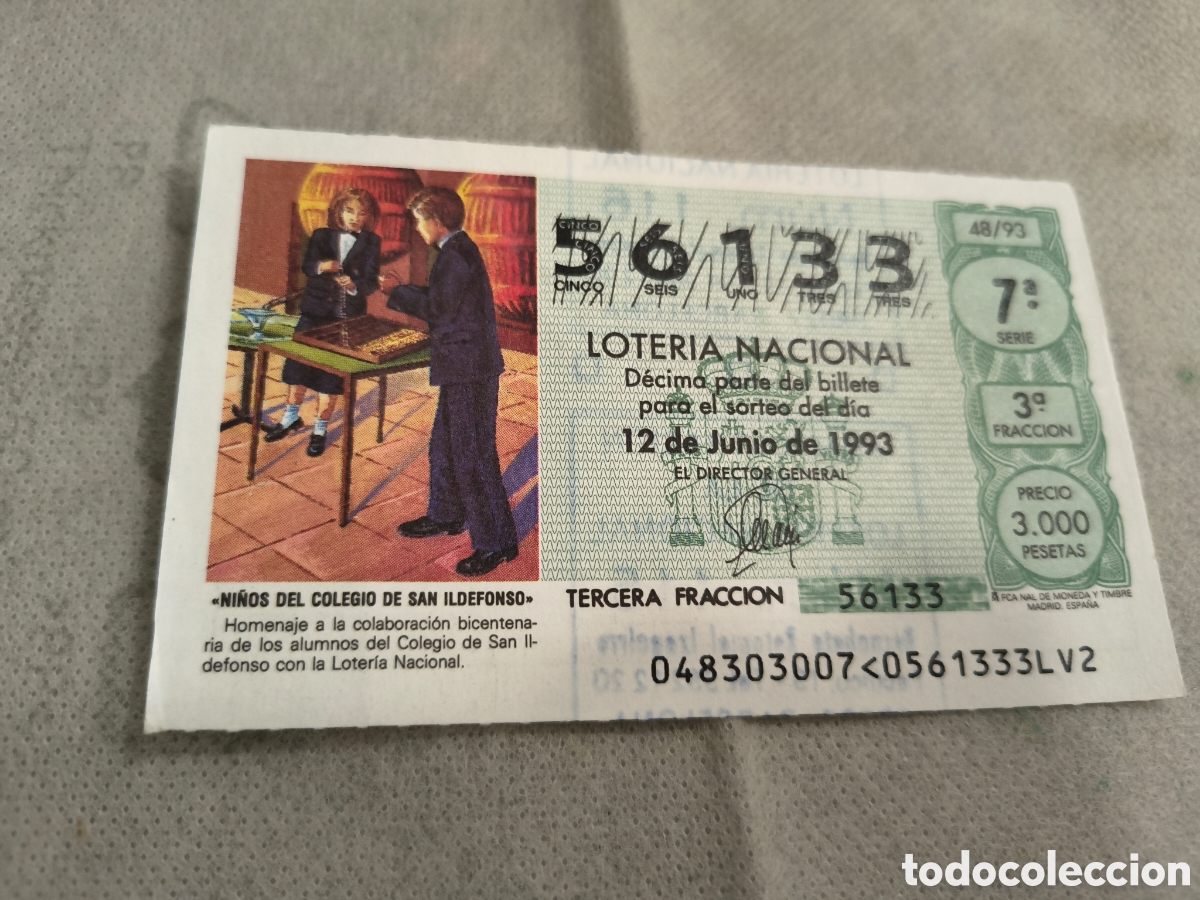 56133
CINCO SEIS UNO TRES TRES
48/93
7ª
SERIE
3ª
FRACCION
PRECIO
3.000
PESETAS
LOTERIA NACIONAL
Décima parte del billete
para el sorteo del día
12 de Junio de 1993
EL DIRECTOR GENERAL
TERCERA FRACCION 56133
FCA NAL DE MONEDA Y TIMBRE
MADRID. ESPAÑA
«NIÑOS DEL COLEGIO DE SAN ILDEFONSO»
Homenaje a la colaboración bicentena-
ria de los alumnos del Colegio de San Il-
defonso con la Lotería Nacional.
048303007<0561333LV2
todocoleccion